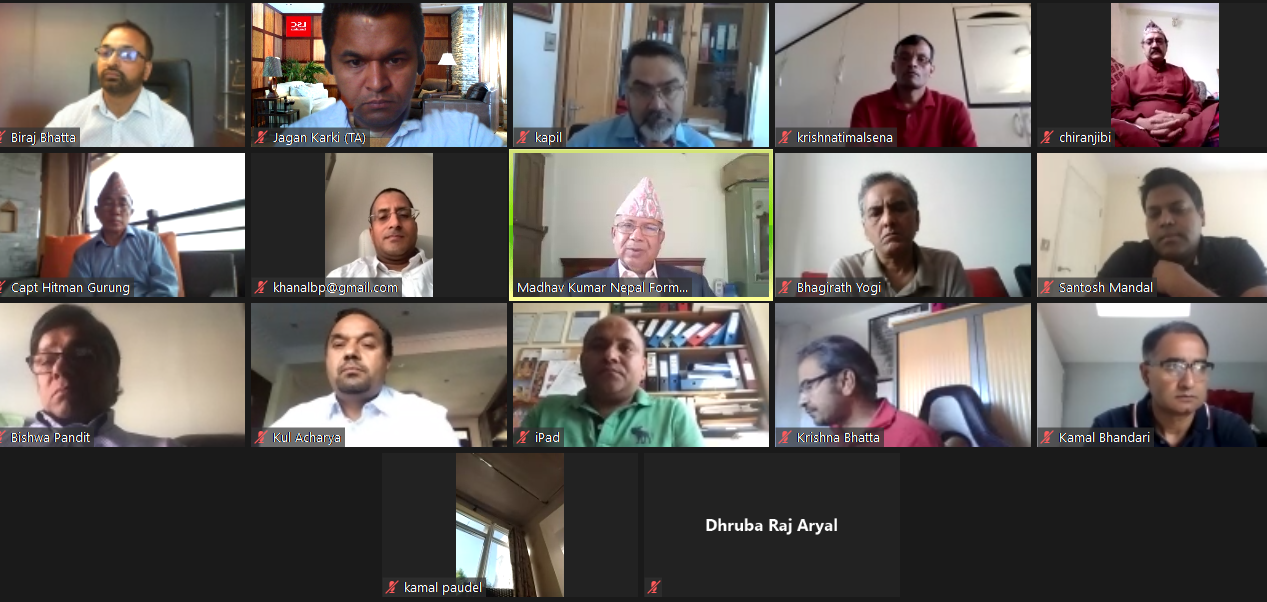 LSC
Biraj Bhatta
Jagan Karki (TA)
kapil
krishnatimalsena
chiranjibi
Capt Hitman Gurung
khanalbp@gmail.com
Madhav Kumar Nepal Form...
Bhagirath Yogi
Santosh Mandal
Bishwa Pandit
Kul Acharya
iPad
Krishna Bhatta
Kamal Bhandari
kamal paudel
Dhruba Raj Aryal